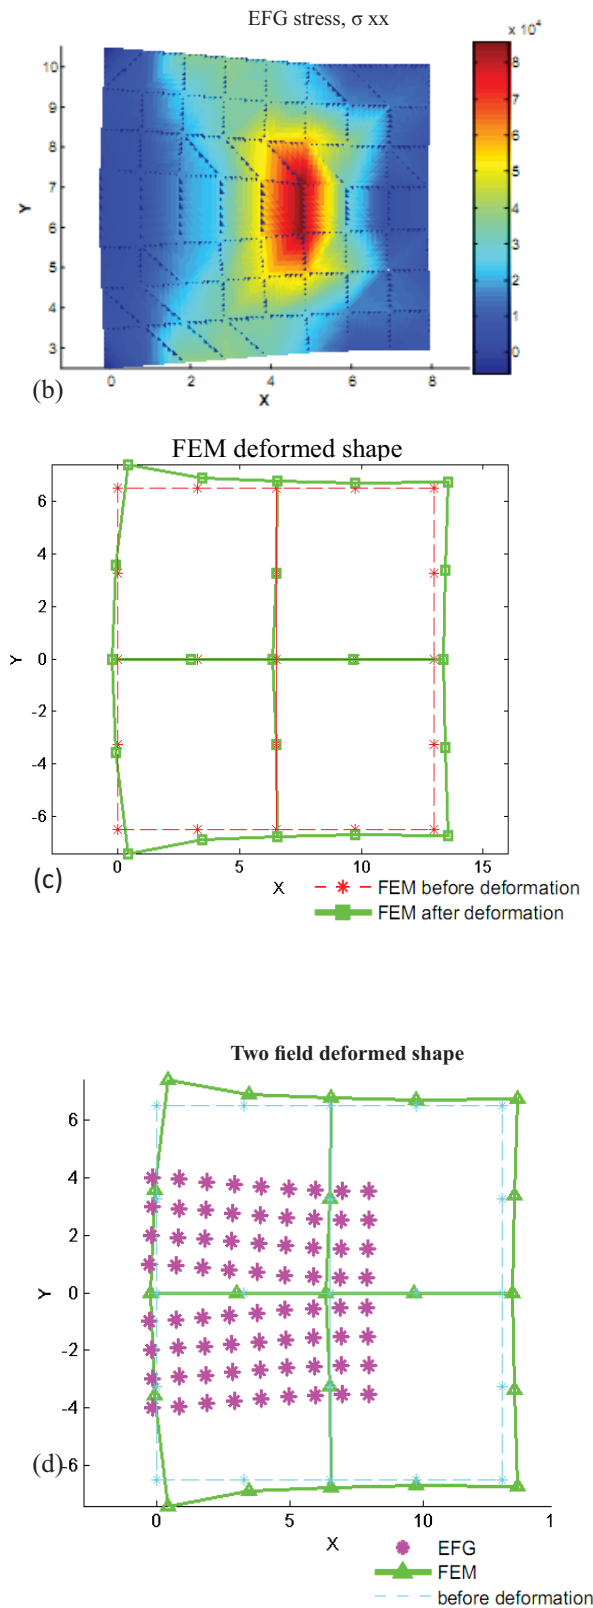 EFG stress, σ xx
x 10⁴
10
9
8
7
6
5
4
3
Y
0
2
4
6
8
X
8
7
6
5
4
3
2
1
0
(b)
FEM deformed shape
6
4
2
0
-2
-4
-6
Y
0
5
10
15
X
(c)
FEM before deformation
FEM after deformation
Two field deformed shape
6
4
2
0
-2
-4
-6
Y
(d)
0
5
10
1
X
EFG
FEM
before deformation